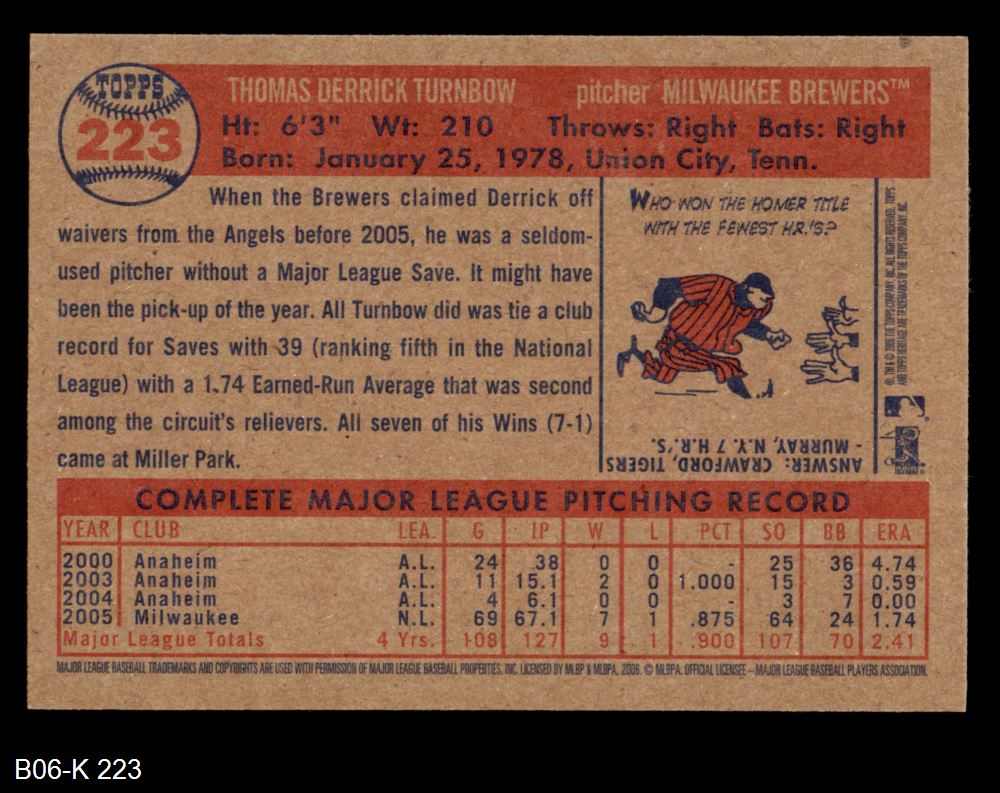 TOPPS
223
THOMAS DERRICK TURNBOW pitcher MILWAUKEE BREWERS™
Ht: 6'3" Wt: 210 Throws: Right Bats: Right
Born: January 25, 1978, Union City, Tenn.
When the Brewers claimed Derrick off
waivers from the Angels before 2005, he was a seldom-
used pitcher without a Major League Save. It might have
been the pick-up of the year. All Turnbow did was tie a club
record for Saves with 39 (ranking fifth in the National
League) with a 1.74 Earned-Run Average that was second
among the circuit's relievers. All seven of his Wins (7-1)
came at Miller Park.
WHO WON THE HOMER TITLE
WITH THE FEWEST H.R.'S?
ANSWER: CRAWFORD, TIGERS
- MURRAY, N.Y. 7 H.R.'S.
COMPLETE MAJOR LEAGUE PITCHING RECORD
YEAR CLUB LEA. G IP W L PCT SO BB ERA
2000 Anaheim A.L. 24 38 0 0 - 25 36 4.74
2003 Anaheim A.L. 11 15.1 2 0 1.000 15 3 0.59
2004 Anaheim A.L. 4 6.1 0 0 - 3 7 0.00
2005 Milwaukee N.L. 69 67.1 7 1 .875 64 24 1.74
Major League Totals 4 Yrs. 108 127 9 1 .900 107 70 2.41
MAJOR LEAGUE BASEBALL TRADEMARKS AND COPYRIGHTS ARE USED WITH PERMISSION OF MAJOR LEAGUE BASEBALL PROPERTIES, INC. LICENSED BY MLBP & MLBPA, 2006. © MLBPA. OFFICIAL LICENSEE – MAJOR LEAGUE BASEBALL PLAYERS ASSOCIATION.
B06-K 223